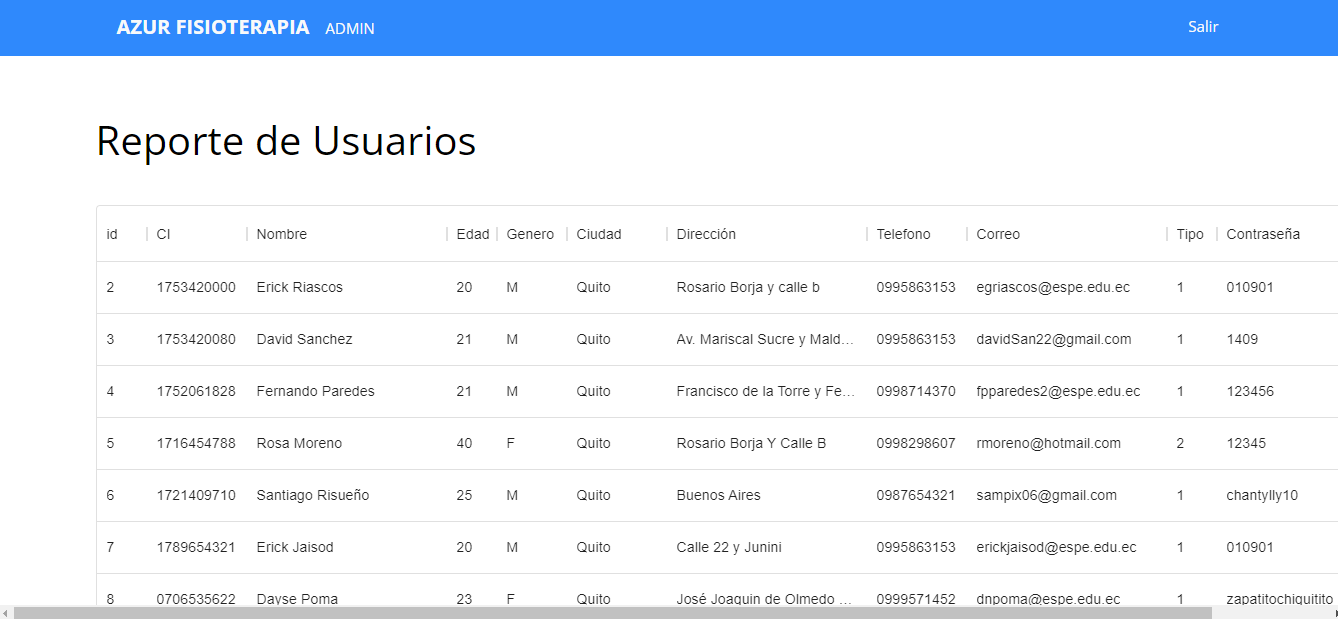 AZUR FISIOTERAPIA ADMIN Salir
Reporte de Usuarios
id CI Nombre Edad Genero Ciudad Dirección Telefono Correo Tipo Contraseña
2 1753420000 Erick Riascos 20 M Quito Rosario Borja y calle b 0995863153 egriascos@espe.edu.ec 1 010901
3 1753420080 David Sanchez 21 M Quito Av. Mariscal Sucre y Mald... 0995863153 davidSan22@gmail.com 1 1409
4 1752061828 Fernando Paredes 21 M Quito Francisco de la Torre y Fe... 0998714370 fpparedes2@espe.edu.ec 1 123456
5 1716454788 Rosa Moreno 40 F Quito Rosario Borja Y Calle B 0998298607 rmoreno@hotmail.com 2 12345
6 1721409710 Santiago Risueño 25 M Quito Buenos Aires 0987654321 sampix06@gmail.com 1 chantylly10
7 1789654321 Erick Jaisod 20 M Quito Calle 22 y Junini 0995863153 erickjaisod@espe.edu.ec 1 010901
8 0706535622 Dayse Poma 23 F Quito José Joaquin de Olmedo ... 0999571452 dnpoma@espe.edu.ec 1 zapatitochiquitito